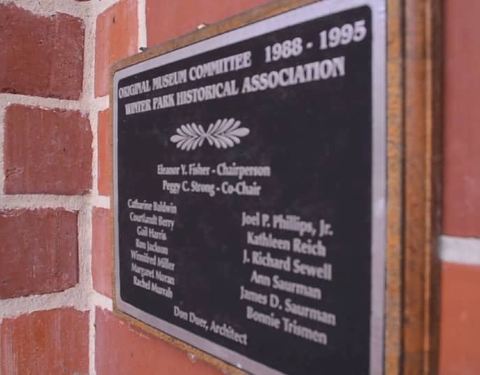 ORIGINAL MUSEUM COMMITTEE 1988 - 1995
WINTER PARK HISTORICAL ASSOCIATION
Eleanor Y. Fisher - Chairperson
Peggy C. Strong - Co-Chair
Catharine Baldwin
Courtlandt Berry
Gail Harris
Ron Jackson
Winnifred Miller
Margaret Moran
Rachel Murrah
Joel P. Phillips, Jr.
Kathleen Reich
J. Richard Sewell
Ann Saurman
James D. Saurman
Bonnie Trismen
Don Duer, Architect